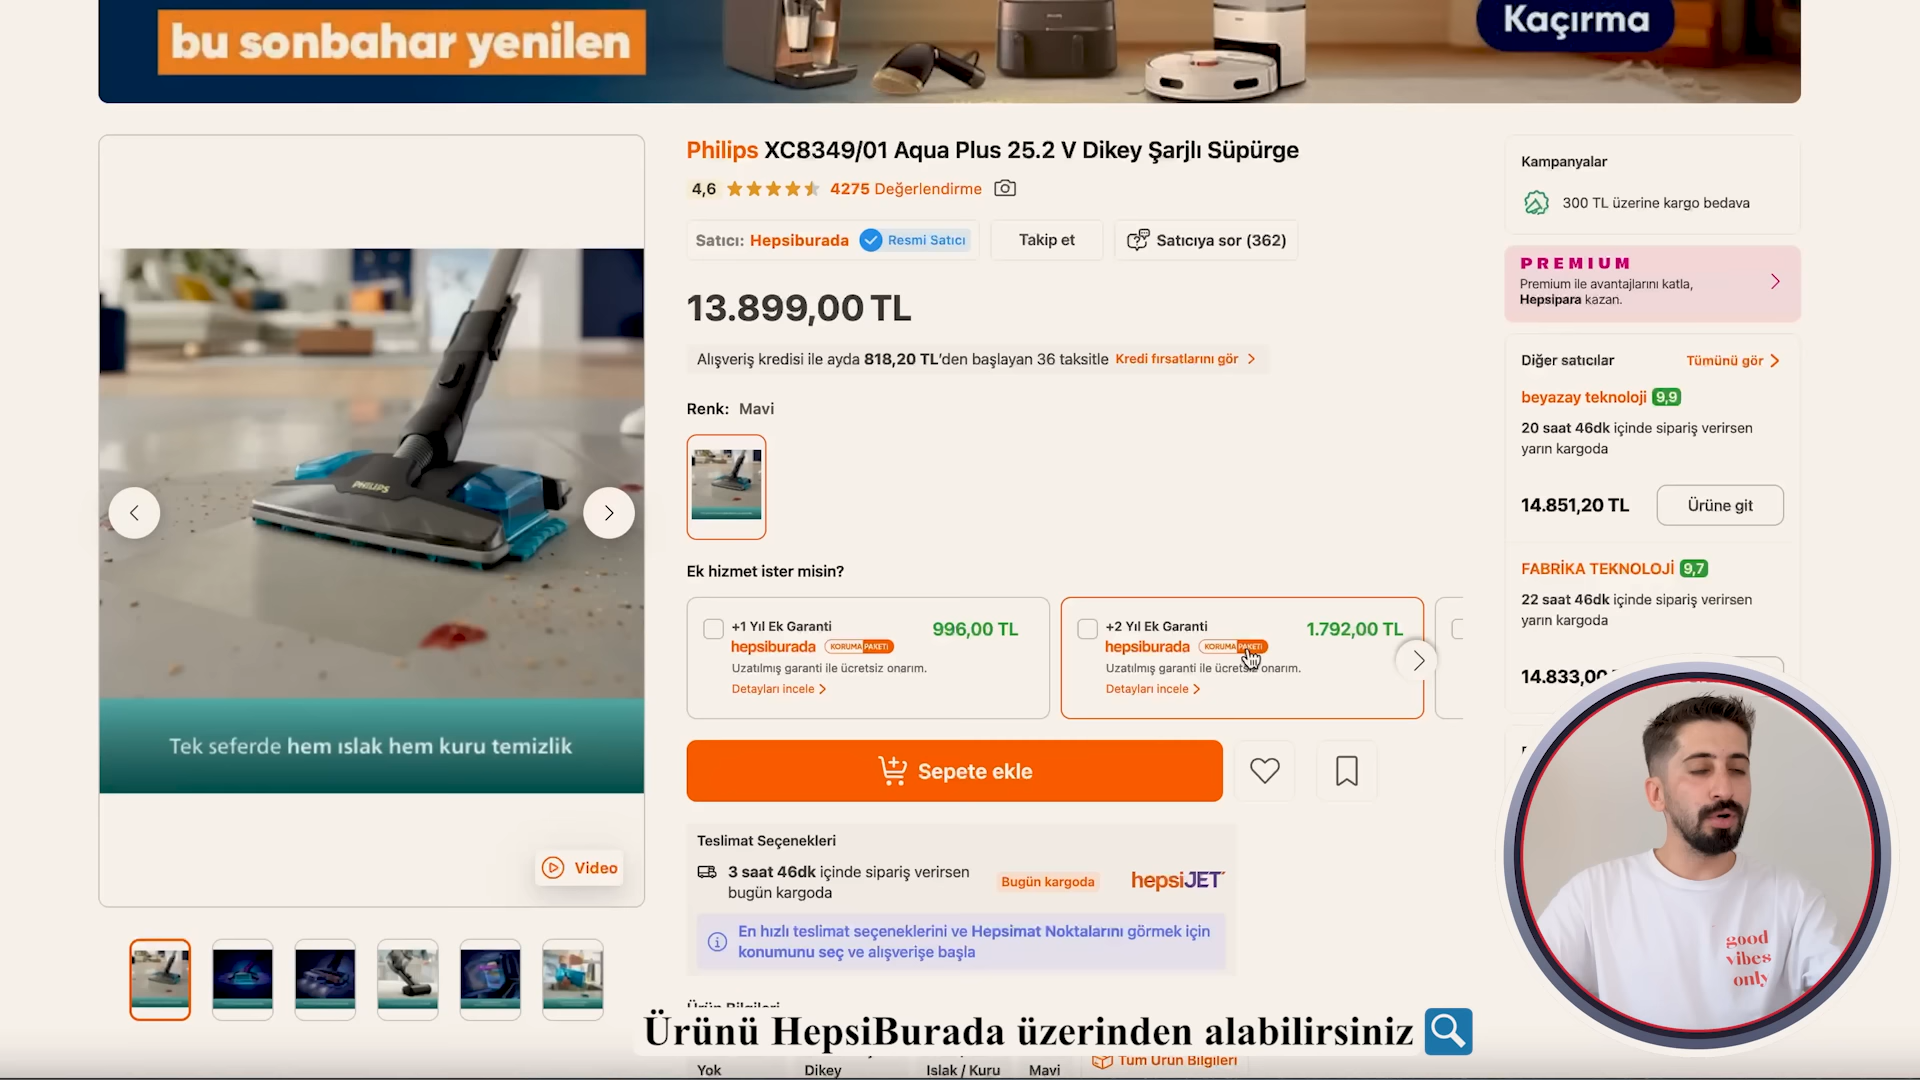 bu sonbahar yenilen
Kaçırma
PHILIPS
Tek seferde hem ıslak hem kuru temizlik
Video
Philips XC8349/01 Aqua Plus 25.2 V Dikey Şarjlı Süpürge
4,6 4275 Değerlendirme
Satıcı: Hepsiburada Resmi Satıcı
Takip et
Satıcıya sor (362)
13.899,00 TL
Alışveriş kredisi ile ayda 818,20 TL'den başlayan 36 taksitle Kredi fırsatlarını gör
Renk: Mavi
Ek hizmet ister misin?
+1 Yıl Ek Garanti 996,00 TL
hepsiburada KORUMA PAKETİ
Uzatılmış garanti ile ücretsiz onarım.
Detayları incele
+2 Yıl Ek Garanti 1.792,00 TL
hepsiburada KORUMA PAKETİ
Uzatılmış garanti ile ücretsiz onarım.
Detayları incele
Sepete ekle
Teslimat Seçenekleri
3 saat 46dk içinde sipariş verirsen
bugün kargoda
Bugün kargoda
hepsiJET
En hızlı teslimat seçeneklerini ve Hepsimat Noktalarını görmek için
konumunu seç ve alışverişe başla
Ürün Bilgileri
Ürünü HepsiBurada üzerinden alabilirsiniz
Yok Dikey Islak / Kuru Mavi
Tüm Ürün Bilgileri
Kampanyalar
300 TL üzerine kargo bedava
PREMIUM
Premium ile avantajlarını katla,
Hepsipara kazan.
Diğer satıcılar Tümünü gör
beyazay teknoloji 9,9
20 saat 46dk içinde sipariş verirsen
yarın kargoda
14.851,20 TL Ürüne git
FABRİKA TEKNOLOJİ 9,7
22 saat 46dk içinde sipariş verirsen
yarın kargoda
14.833,00
good
vibes
only